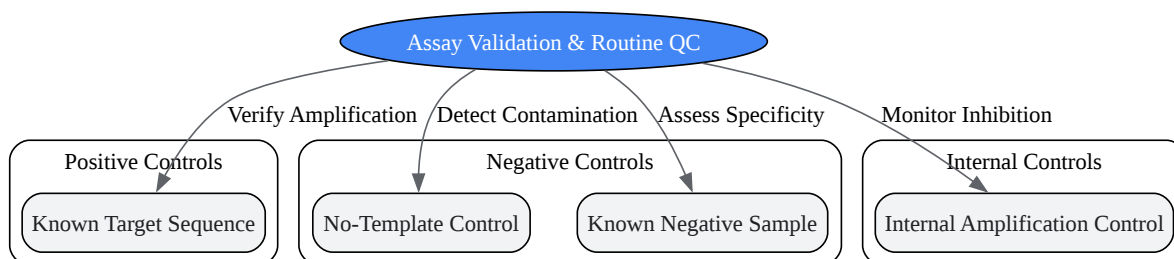 Assay Validation & Routine QC
Verify Amplification
Detect Contamination
Assess Specificity
Monitor Inhibition
Positive Controls
Negative Controls
Internal Controls
Known Target Sequence
No-Template Control
Known Negative Sample
Internal Amplification Control